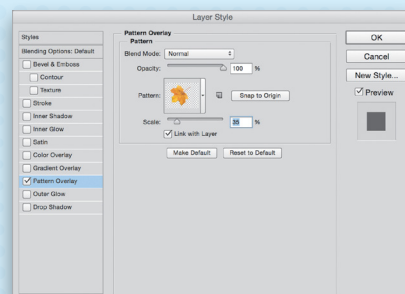 Layer Style
Styles
Blending Options: Default
Bevel & Emboss
Contour
Texture
Stroke
Inner Shadow
Inner Glow
Satin
Color Overlay
Gradient Overlay
Pattern Overlay
Outer Glow
Drop Shadow
Pattern Overlay
Pattern
Blend Mode: Normal
Opacity: 100 %
Pattern: Snap to Origin
Scale: 35 %
Link with Layer
Make Default Reset to Default
OK
Cancel
New Style...
Preview